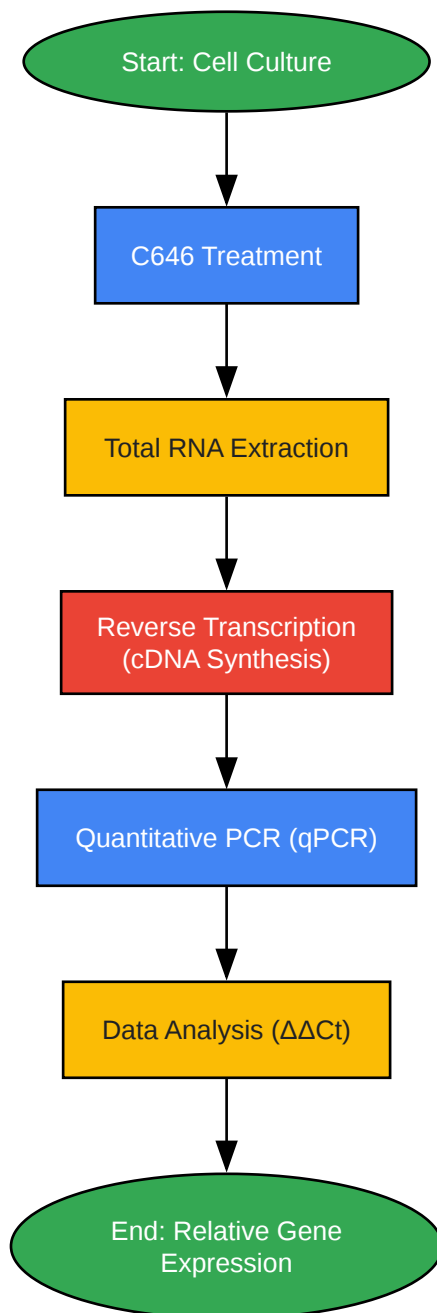 Start: Cell Culture
C646 Treatment
Total RNA Extraction
Reverse Transcription
(cDNA Synthesis)
Quantitative PCR (qPCR)
Data Analysis (ΔΔCt)
End: Relative Gene
Expression